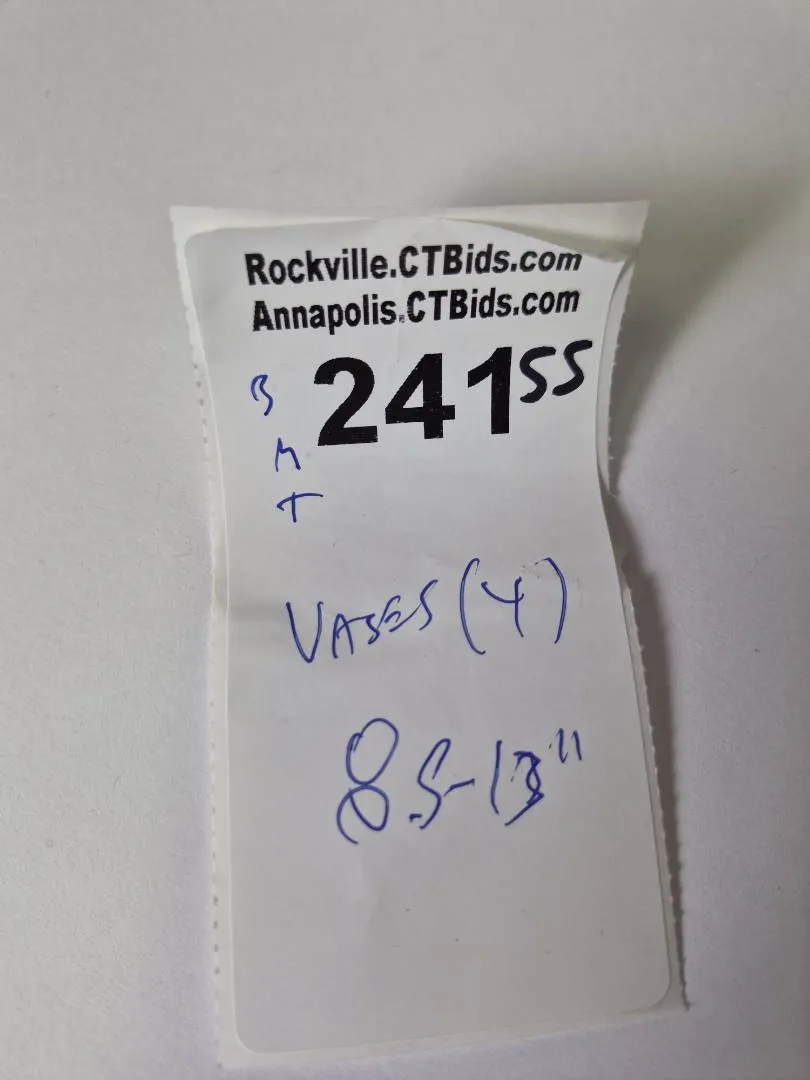 Rockville.CTBids.com
Annapolis.CTBids.com
241SS
B
M
T
VASES (4)
8.5-13"